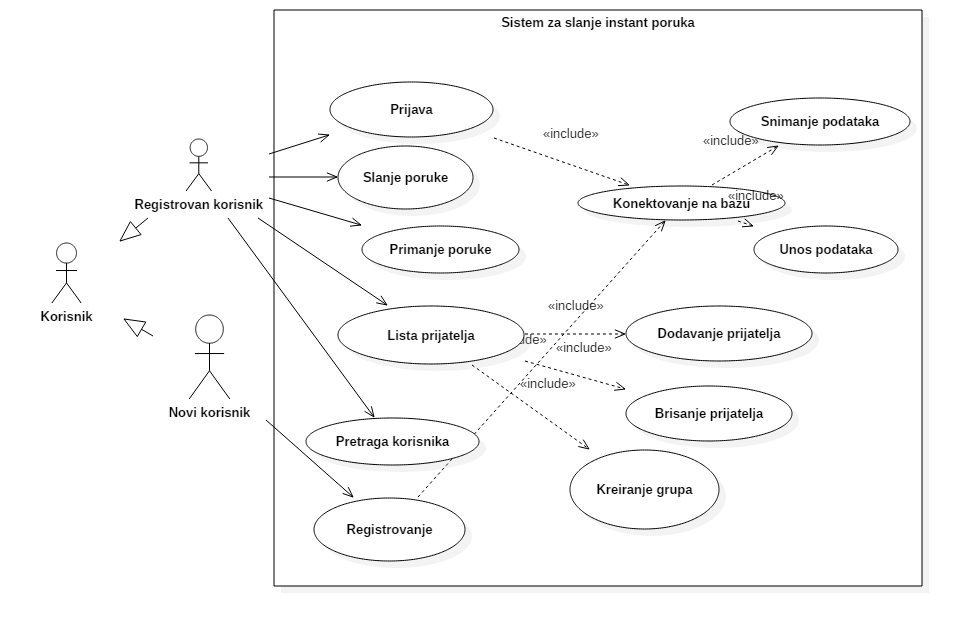 Sistem za slanje instant poruka
Prijava
«include»
Snimanje podataka
«include»
Slanje poruke
Registrovan korisnik
Konektovanje na bazu
«include»
Primanje poruke
Unos podataka
Korisnik
«include»
Lista prijatelja
Dodavanje prijatelja
«include»
«include»
Novi korisnik
Brisanje prijatelja
Pretraga korisnika
Kreiranje grupa
Registrovanje